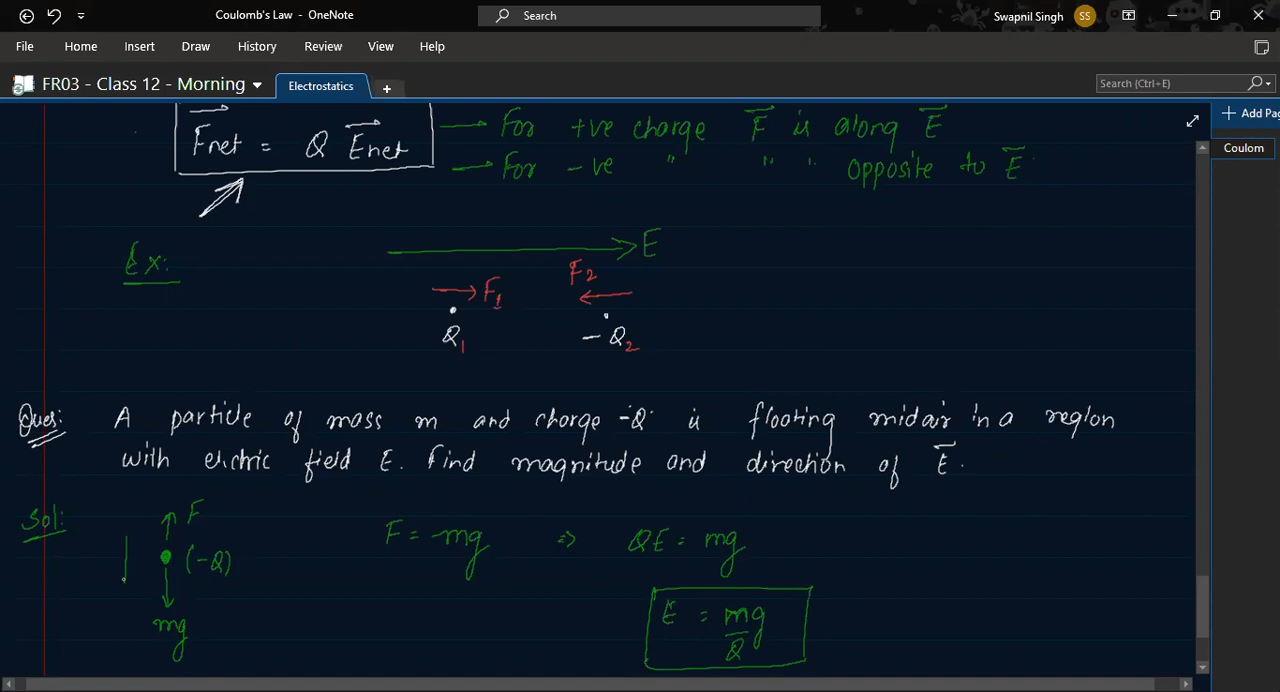 Coulomb's Law - OneNote
Search
Swapnil Singh
SS
File Home Insert Draw History Review View Help
FR03 - Class 12 - Morning
Electrostatics
+
Search (Ctrl+E)
Add Pag
Coulom
Fnet = Q Enet
→ For +ve charge F is along E
→ For -ve " " " opposite to E
Ex:
E
F1
F2
Q1
-Q2
Ques: A particle of mass m and charge -Q is flooting midair in a region
with elctric field E. Find magnitude and direction of E.
Sol:
F
(-Q)
mg
F = mg ⇒ QE = mg
E = mg/Q